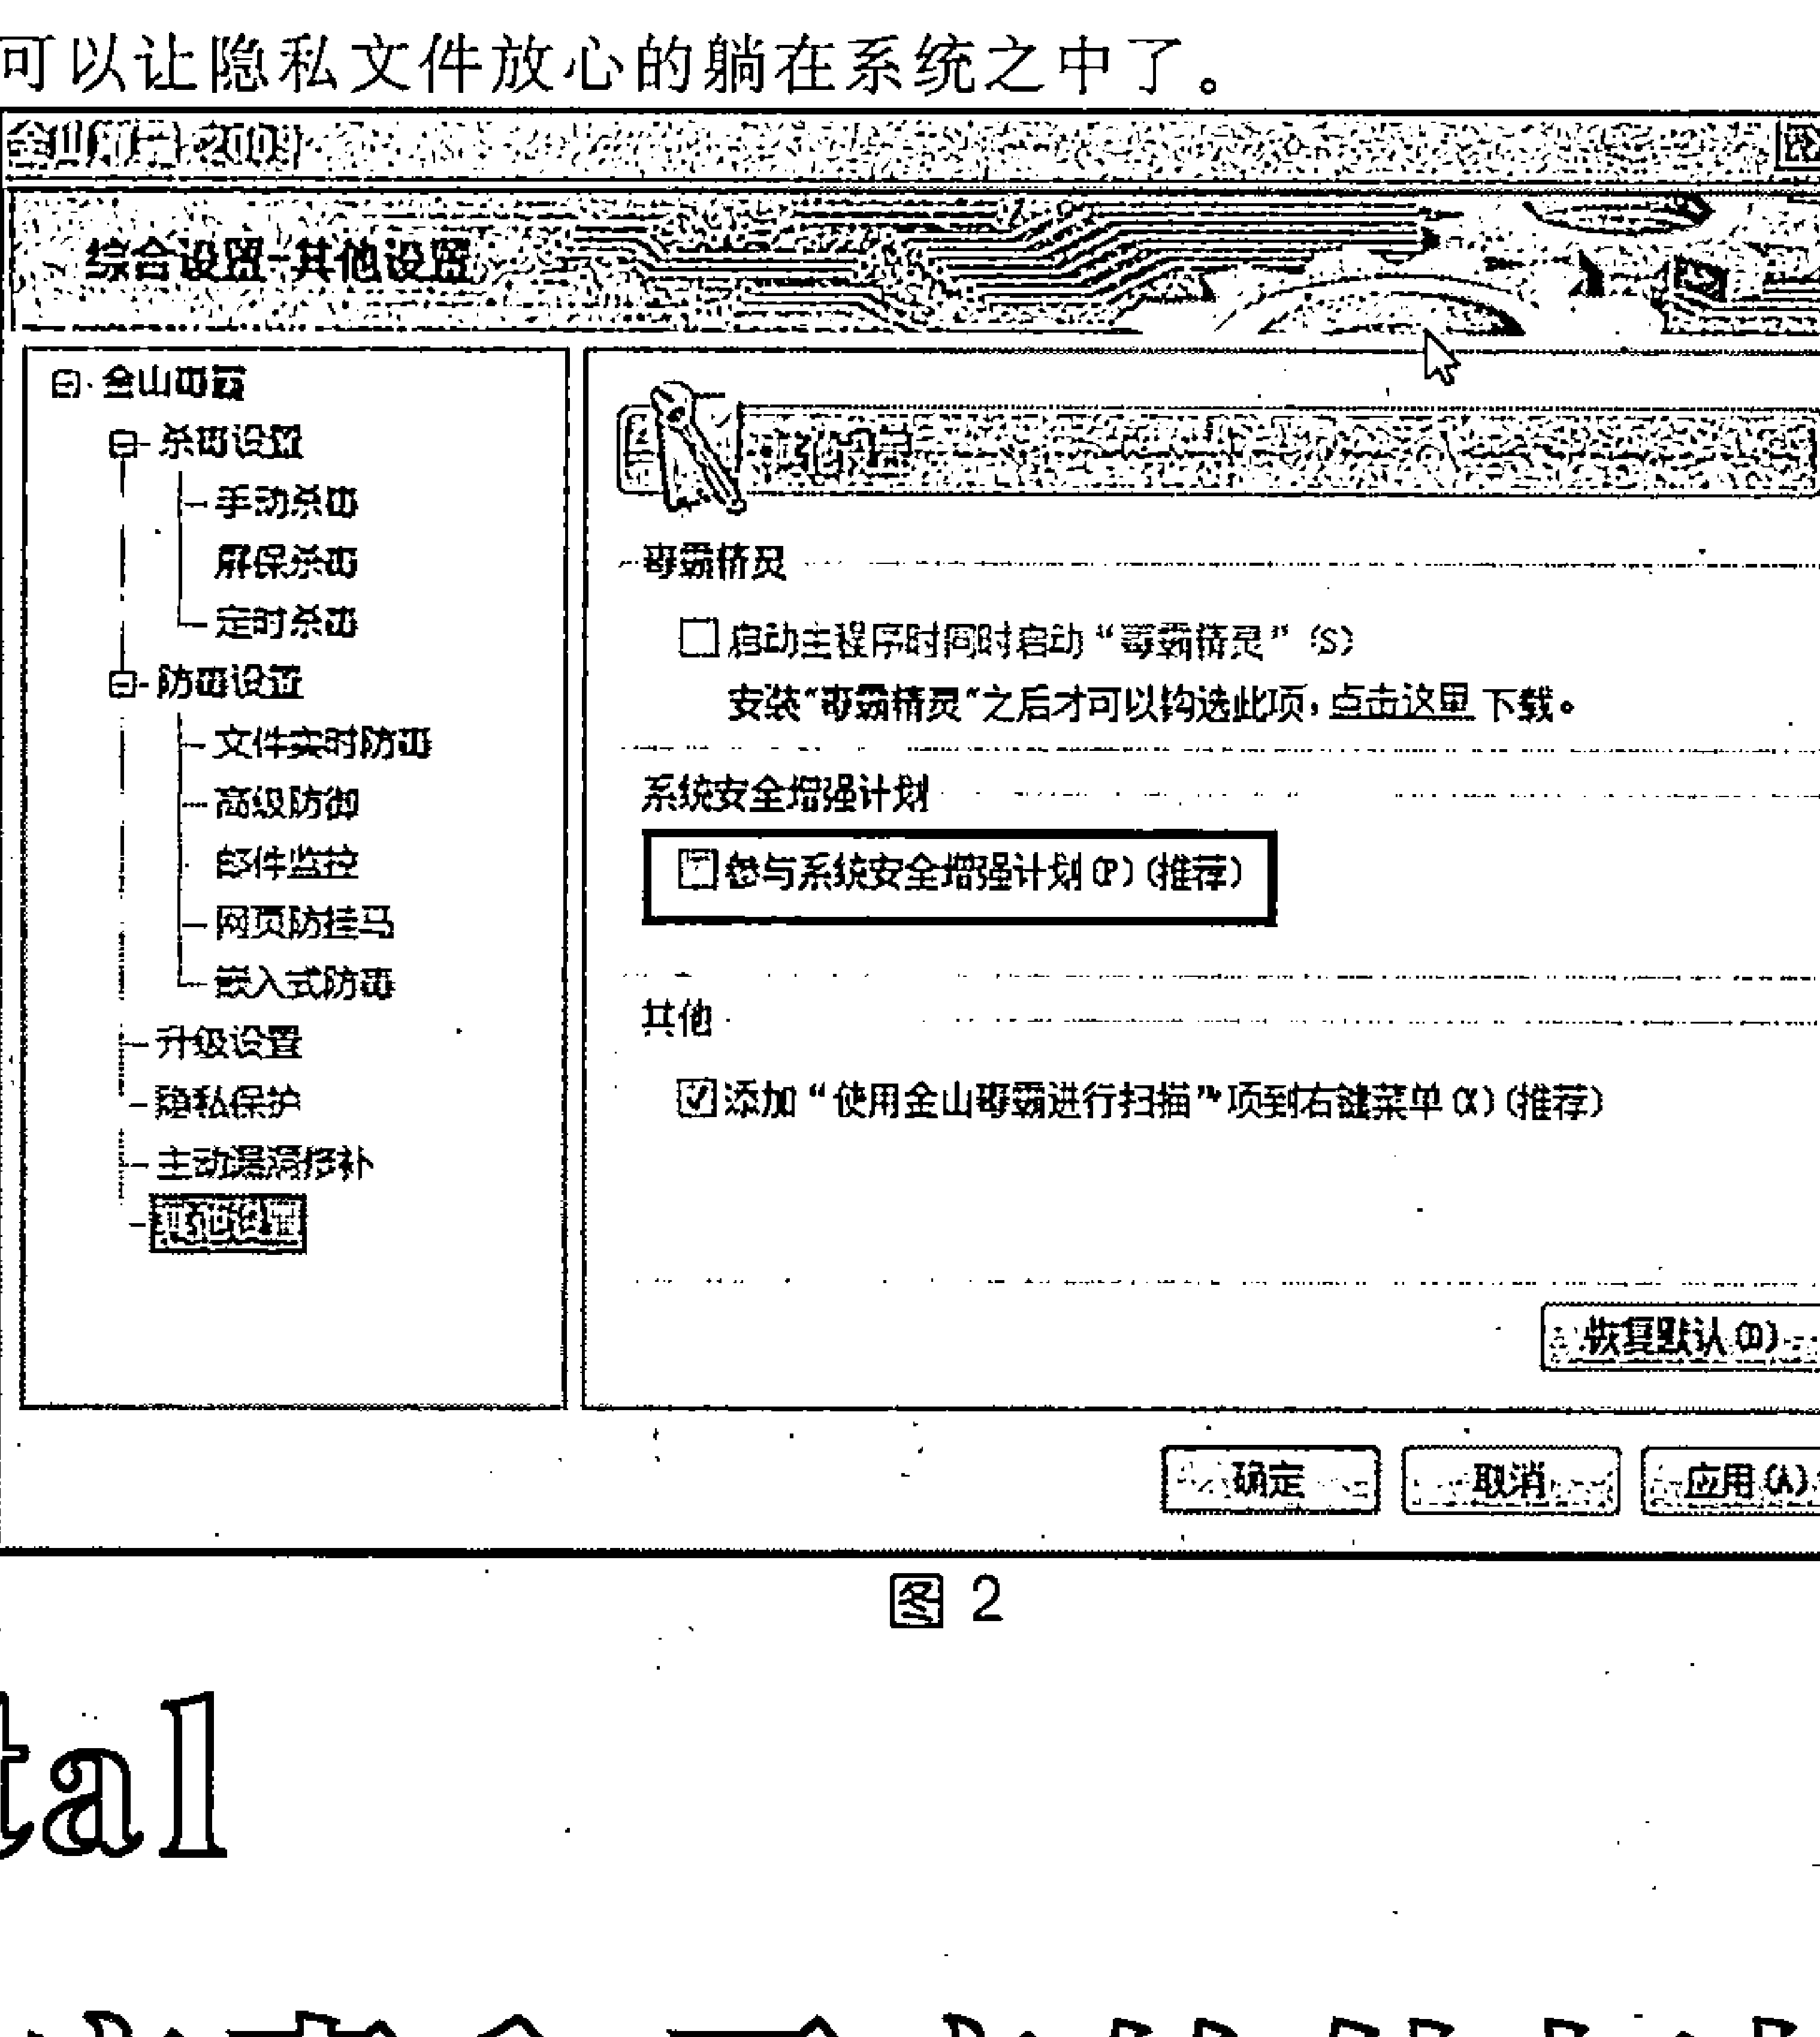 可以让隐私文件放心的躺在系统之中了。
金山毒霸 2009
综合设置-其他设置
金山毒霸
杀毒设置
手动杀毒
屏保杀毒
定时杀毒
防毒设置
文件实时防毒
高级防御
邮件监控
网页防挂马
嵌入式防毒
升级设置
隐私保护
主动漏洞修补
其他设置
其他设置
毒霸精灵
启动主程序时同时启动“毒霸精灵”(S)
安装“毒霸精灵”之后才可以钩选此项，点击这里下载。
系统安全增强计划
参与系统安全增强计划(P)(推荐)
其他
添加“使用金山毒霸进行扫描”项到右键菜单(X)(推荐)
恢复默认(D)
确定
取消
应用(A)
图 2
tal